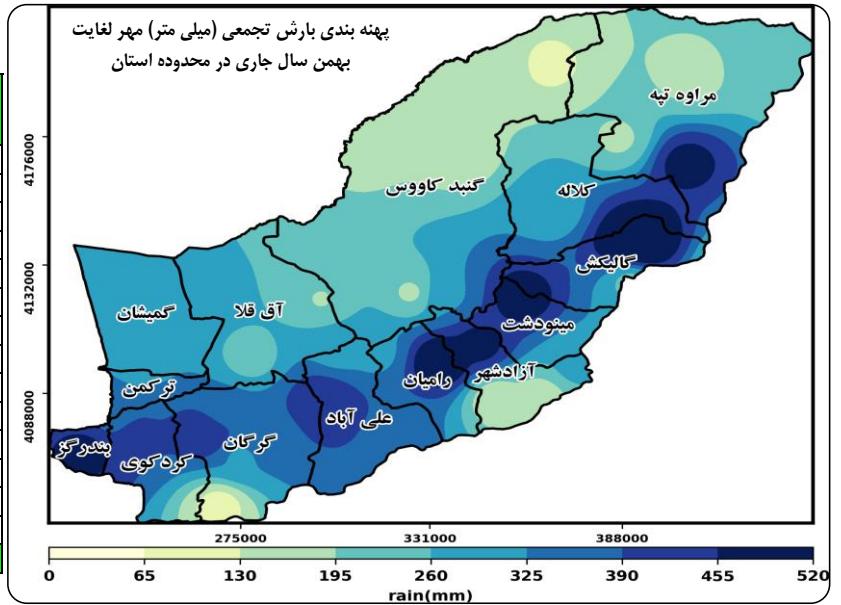 پهنه بندی بارش تجمعی (میلی متر) مهر لغایت
بهمن سال جاری در محدوده استان
مراوه تپه
گنبد کاووس
کلاله
گالیکش
گمیشان
آق قلا
مینودشت
آزادشهر
رامیان
ترکمن
علی آباد
گرگان
بندرگز
کردکوی
4176000
4132000
4088000
275000 331000 388000
0 65 130 195 260 325 390 455 520
rain(mm)